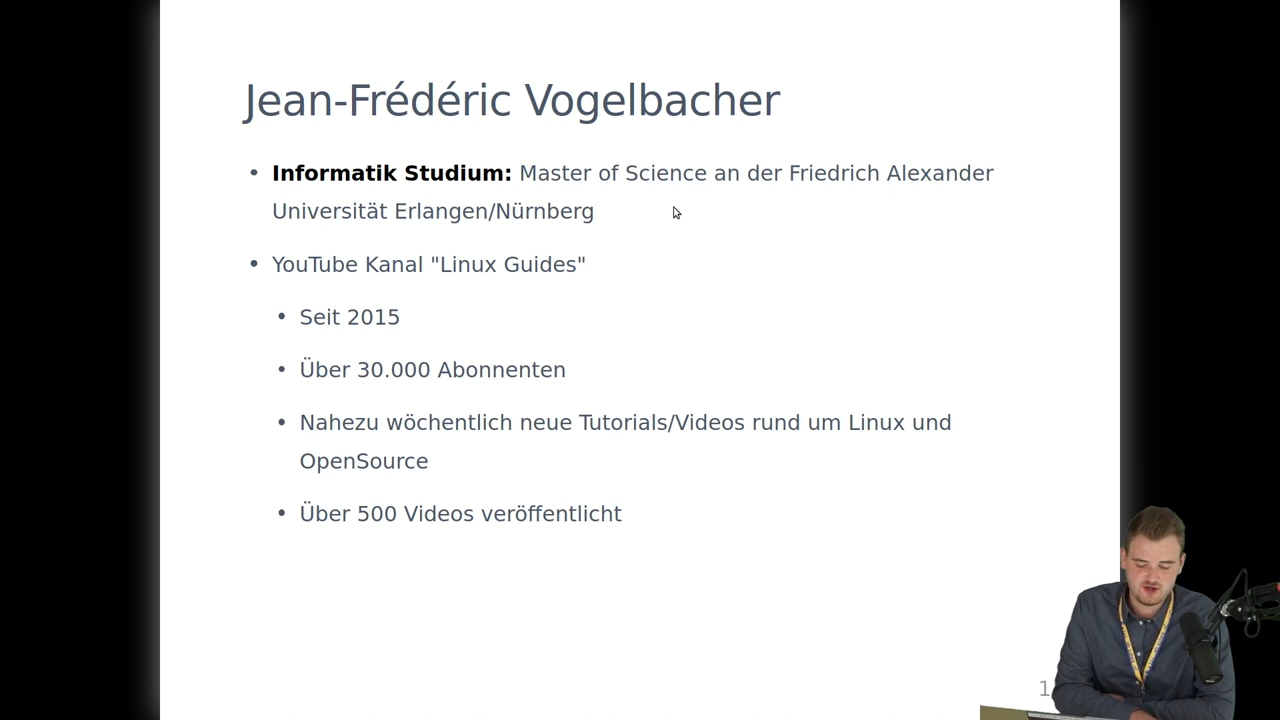 Jean-Frédéric Vogelbacher
• Informatik Studium: Master of Science an der Friedrich Alexander
Universität Erlangen/Nürnberg
• YouTube Kanal "Linux Guides"
• Seit 2015
• Über 30.000 Abonnenten
• Nahezu wöchentlich neue Tutorials/Videos rund um Linux und
OpenSource
• Über 500 Videos veröffentlicht